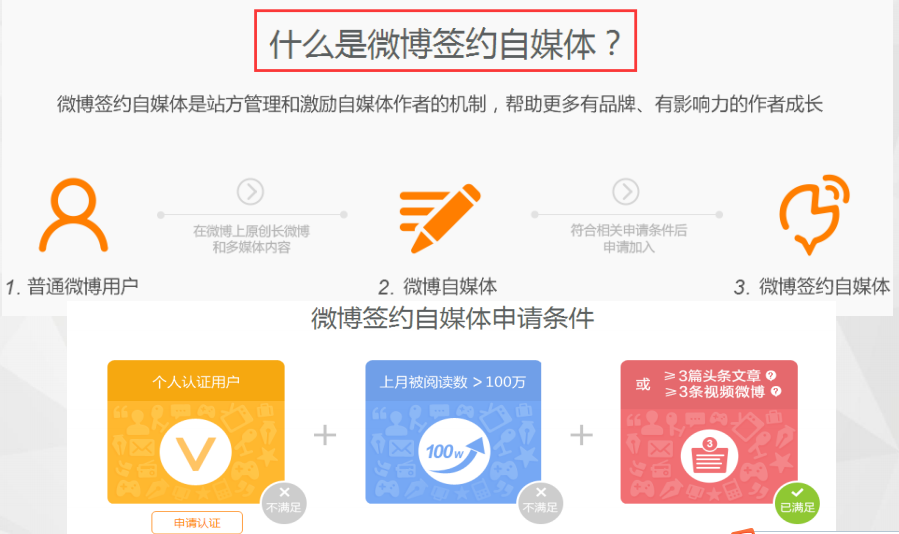 什么是微博签约自媒体？
微博签约自媒体是站方管理和激励自媒体作者的机制，帮助更多有品牌、有影响力的作者成长
在微博上原创长微博
和多媒体内容
符合相关申请条件后
申请加入
1. 普通微博用户
2. 微博自媒体
3. 微博签约自媒体
微博签约自媒体申请条件
个人认证用户
V
不满足
申请认证
+
上月被阅读数＞100万
100w
不满足
+
或
≥3篇头条文章 ?
≥3条视频微博 ?
3
已满足